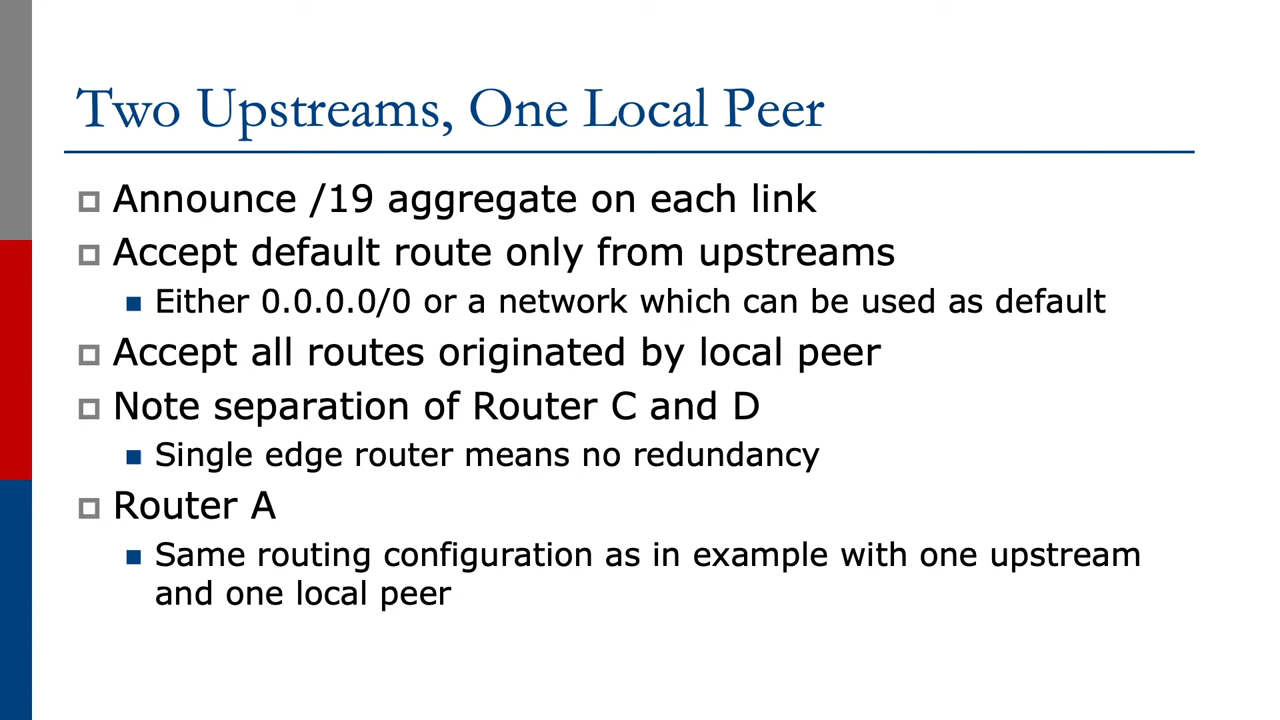 Two Upstreams, One Local Peer
Announce /19 aggregate on each link
Accept default route only from upstreams
Either 0.0.0.0/0 or a network which can be used as default
Accept all routes originated by local peer
Note separation of Router C and D
Single edge router means no redundancy
Router A
Same routing configuration as in example with one upstream
and one local peer